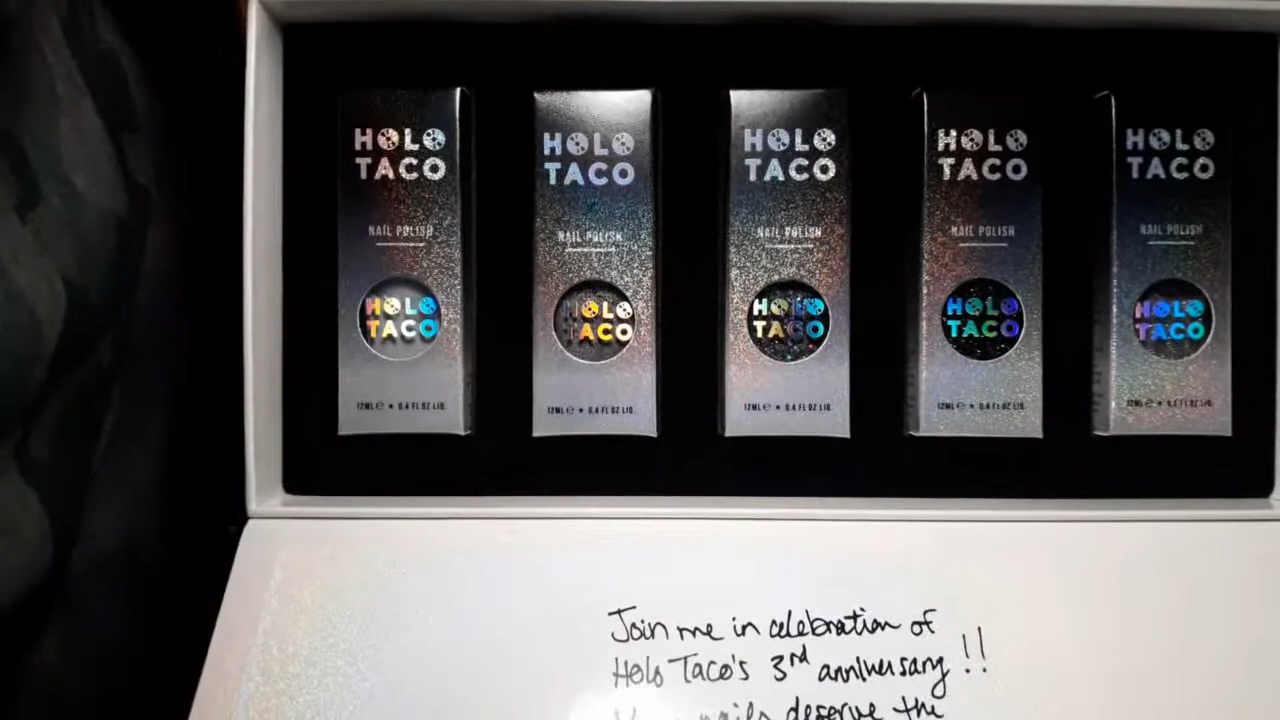 HOLO
TACO
NAIL POLISH
HOLO
TACO
12ML ℮ ★ 0.4 FL OZ LIQ.
HOLO
TACO
NAIL POLISH
HOLO
TACO
12ML ℮ ★ 0.4 FL OZ LIQ.
HOLO
TACO
NAIL POLISH
HOLO
TACO
12ML ℮ ★ 0.4 FL OZ LIQ.
HOLO
TACO
NAIL POLISH
HOLO
TACO
12ML ℮ ★ 0.4 FL OZ LIQ.
HOLO
TACO
NAIL POLISH
HOLO
TACO
12ML ℮ ★ 0.4 FL OZ LIQ.
Join me in celebration of
Holo Taco's 3rd anniversary !!
nails deserve the